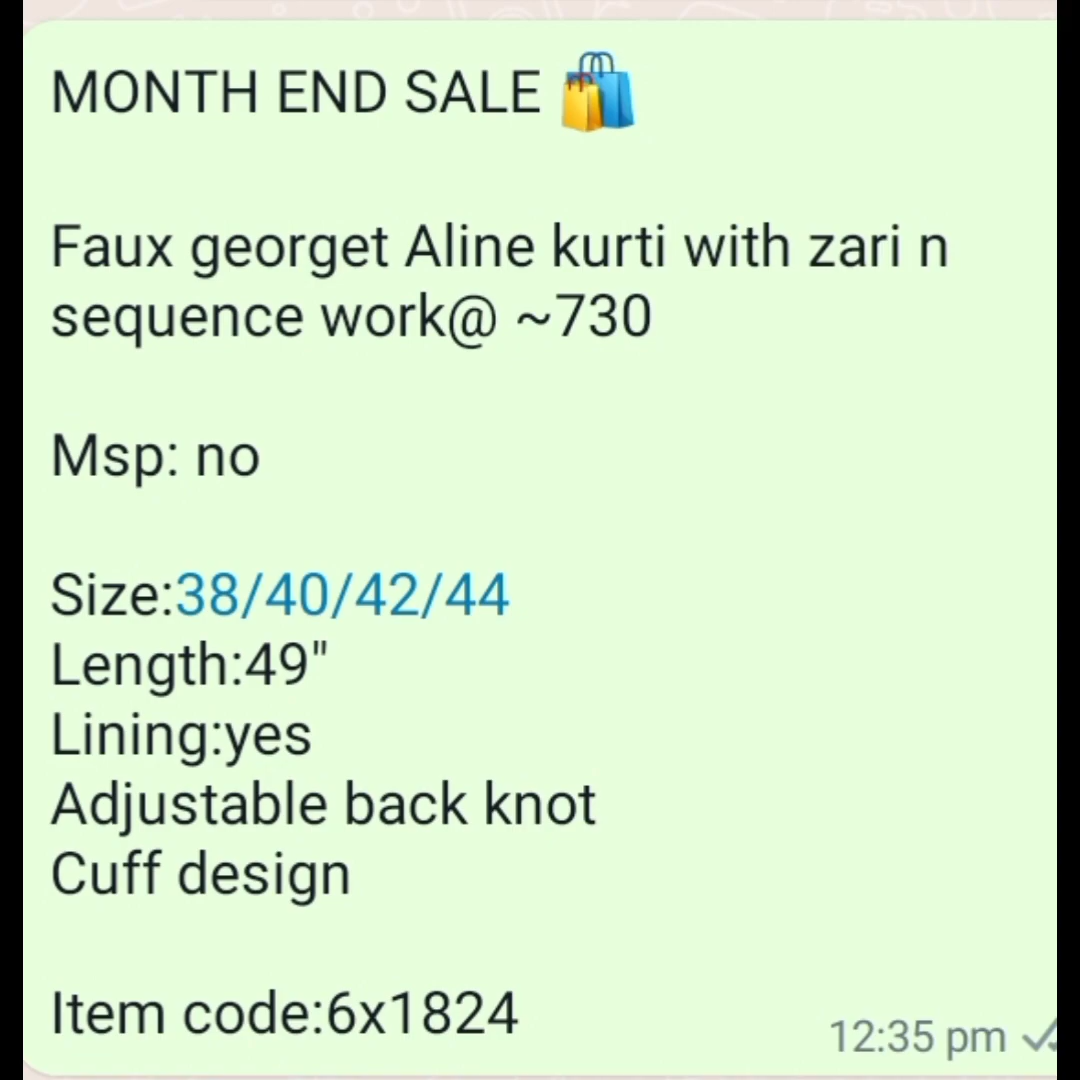 MONTH END SALE 🛍️
Faux georget Aline kurti with zari n
sequence work@ ~730
Msp: no
Size:38/40/42/44
Length:49"
Lining:yes
Adjustable back knot
Cuff design
Item code:6x1824
12:35 pm